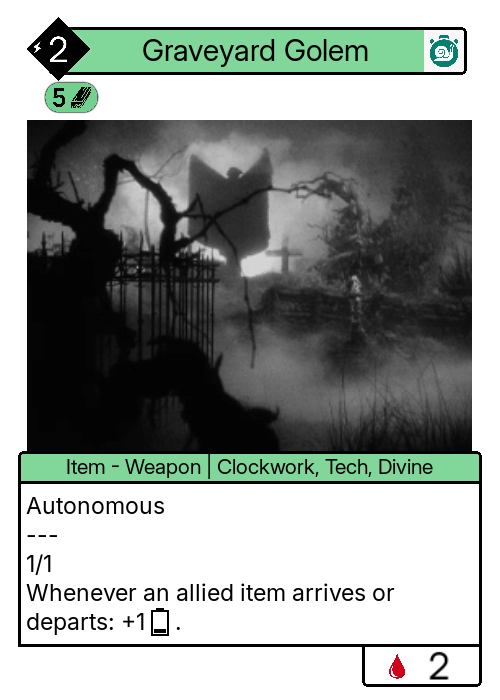 2
Graveyard Golem
5
Item - Weapon | Clockwork, Tech, Divine
Autonomous
---
1/1
Whenever an allied item arrives or
departs: +1 .
2